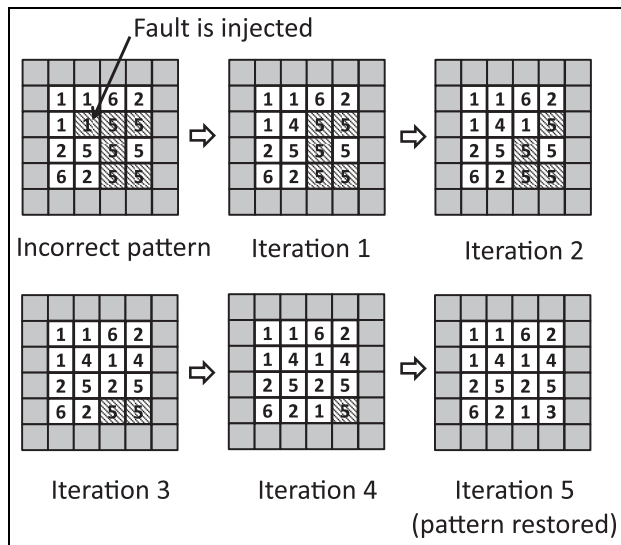 Fault is injected
1 1 6 2
1 1 5 5
2 5 5 5
6 2 5 5
Incorrect pattern
1 1 6 2
1 4 5 5
2 5 5 5
6 2 5 5
Iteration 1
1 1 6 2
1 4 1 5
2 5 5 5
6 2 5 5
Iteration 2
1 1 6 2
1 4 1 4
2 5 2 5
6 2 5 5
Iteration 3
1 1 6 2
1 4 1 4
2 5 2 5
6 2 1 5
Iteration 4
1 1 6 2
1 4 1 4
2 5 2 5
6 2 1 3
Iteration 5
(pattern restored)